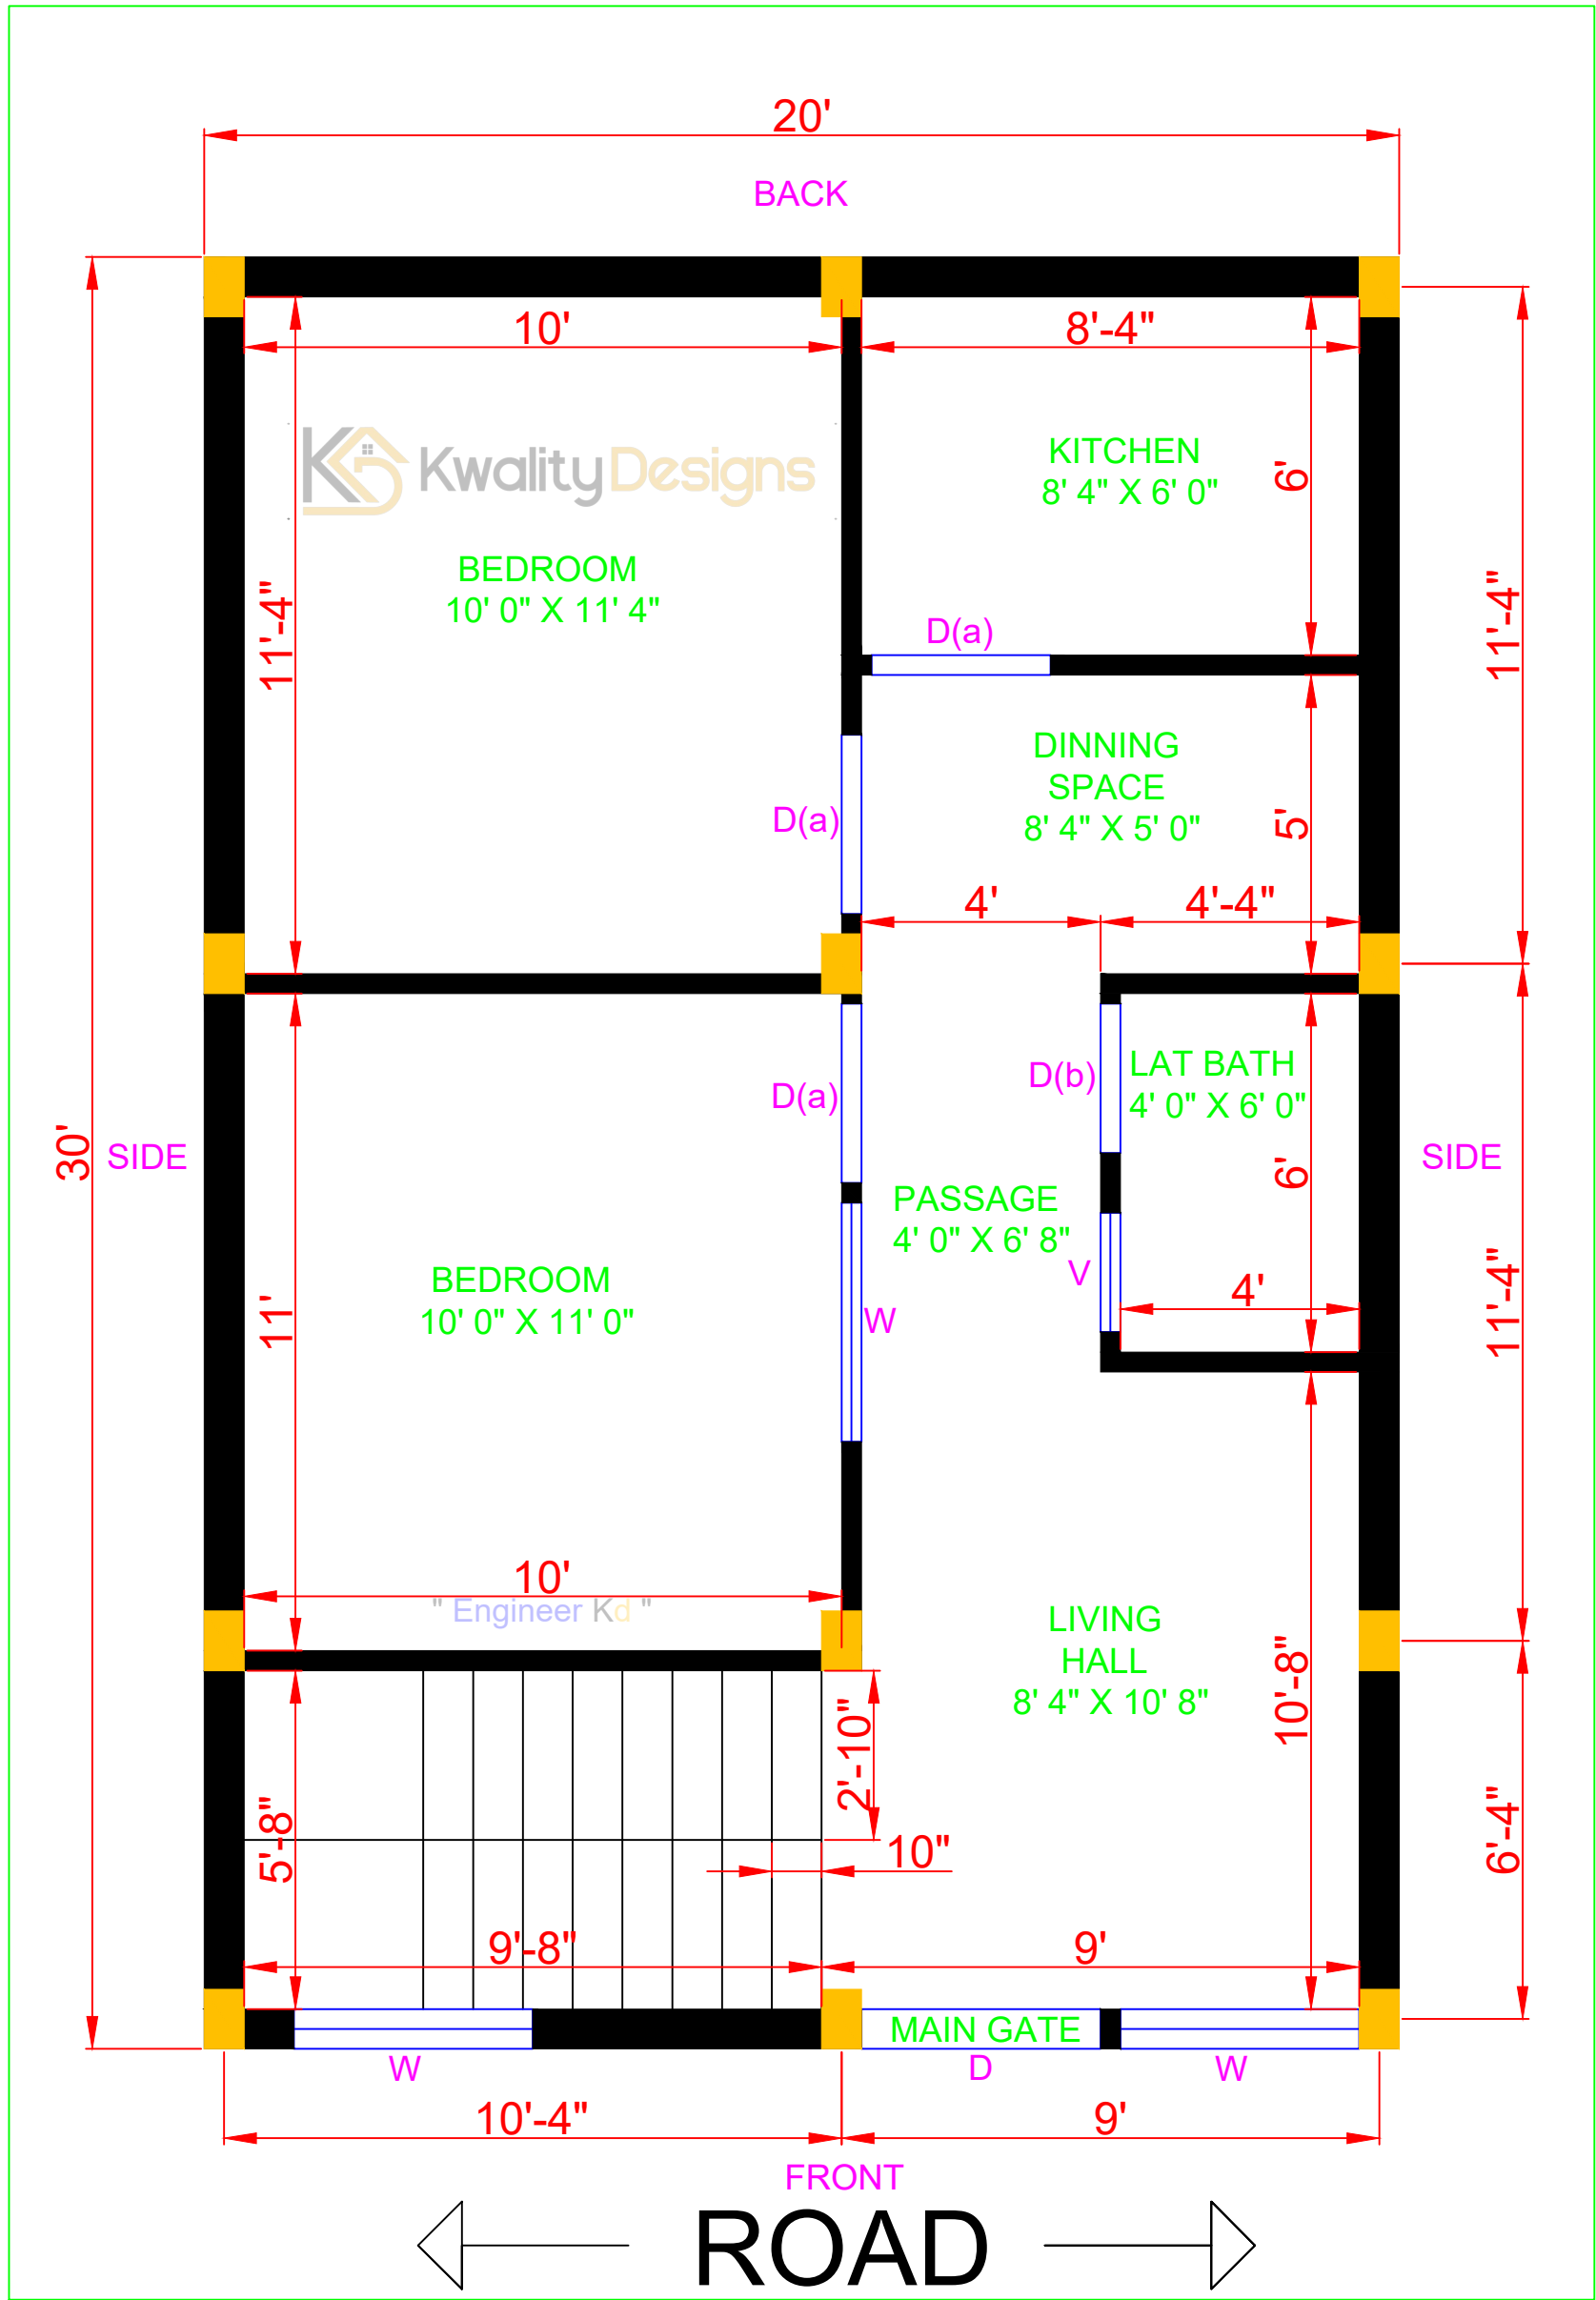 20'
BACK
10'
8'-4"
KwalityDesigns
KITCHEN
8' 4" X 6' 0"
6'
BEDROOM
10' 0" X 11' 4"
11'-4"
11'-4"
D(a)
DINNING
SPACE
8' 4" X 5' 0"
5'
D(a)
4'
4'-4"
D(a)
D(b)
LAT BATH
4' 0" X 6' 0"
30'
SIDE
SIDE
6'
PASSAGE
4' 0" X 6' 8"
V
4'
BEDROOM
10' 0" X 11' 0"
11'
W
11'-4"
10'
" Engineer Kd "
LIVING
HALL
8' 4" X 10' 8"
10'-8"
2'-10"
5'-8"
10"
6'-4"
9'-8"
9'
MAIN GATE
W
D
W
10'-4"
9'
FRONT
ROAD